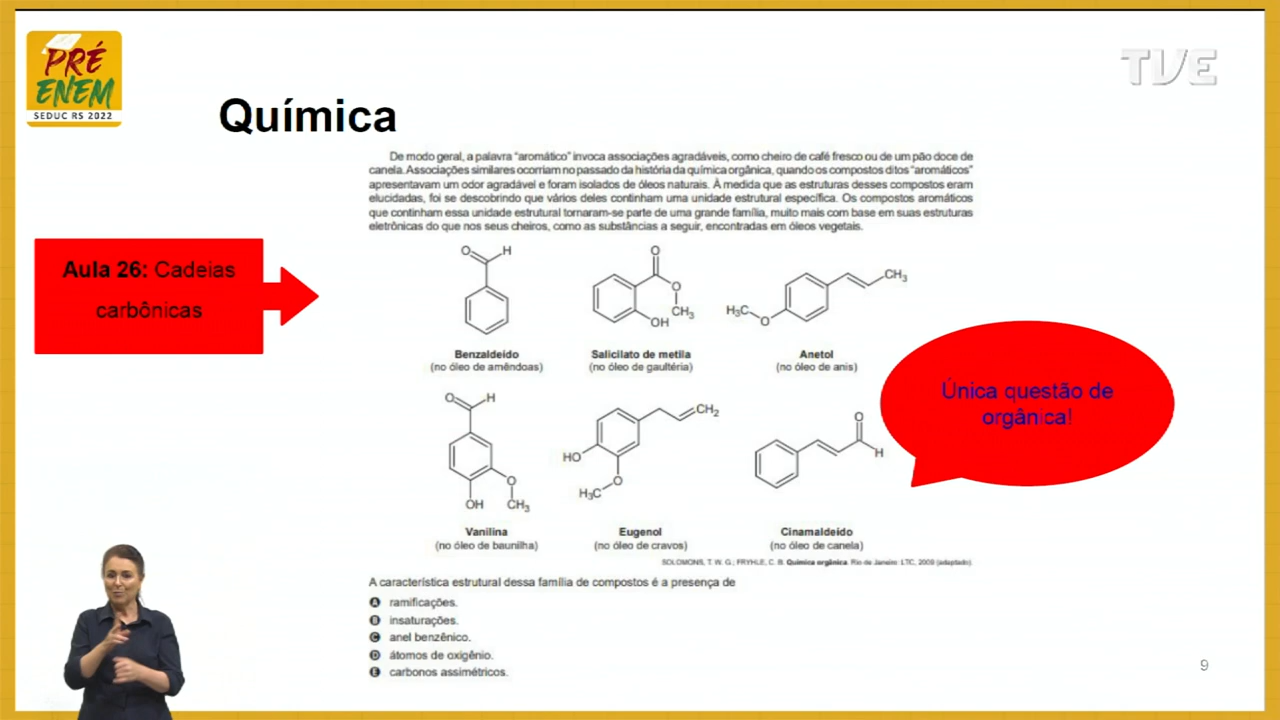 PRÉ
ENEM
SEDUC RS 2022
TVE
Química
De modo geral, a palavra “aromático” invoca associações agradáveis, como cheiro de café fresco ou de um pão doce de
canela. Associações similares ocorriam no passado da história da química orgânica, quando os compostos ditos “aromáticos”
apresentavam um odor agradável e foram isolados de óleos naturais. À medida que as estruturas desses compostos eram
elucidadas, foi se descobrindo que vários deles continham uma unidade estrutural específica. Os compostos aromáticos
que continham essa unidade estrutural tornaram-se parte de uma grande família, muito mais com base em suas estruturas
eletrônicas do que nos seus cheiros, como as substâncias a seguir, encontradas em óleos vegetais.
Aula 26: Cadeias
carbônicas
O H
O
O
CH₃
OH
CH₃
H₃C
O
Benzaldeído
(no óleo de amêndoas)
Salicilato de metila
(no óleo de gaultéria)
Anetol
(no óleo de anis)
Única questão de
orgânica!
O H
O
OH CH₃
CH₂
HO
O
H₃C
O
H
Vanilina
(no óleo de baunilha)
Eugenol
(no óleo de cravos)
Cinamaldeído
(no óleo de canela)
SOLOMONS, T. W. G.; FRYHLE, C. B. Química orgânica. Rio de Janeiro: LTC, 2009 (adaptado).
A característica estrutural dessa família de compostos é a presença de
A ramificações.
B insaturações.
C anel benzênico.
D átomos de oxigênio.
E carbonos assimétricos.
9